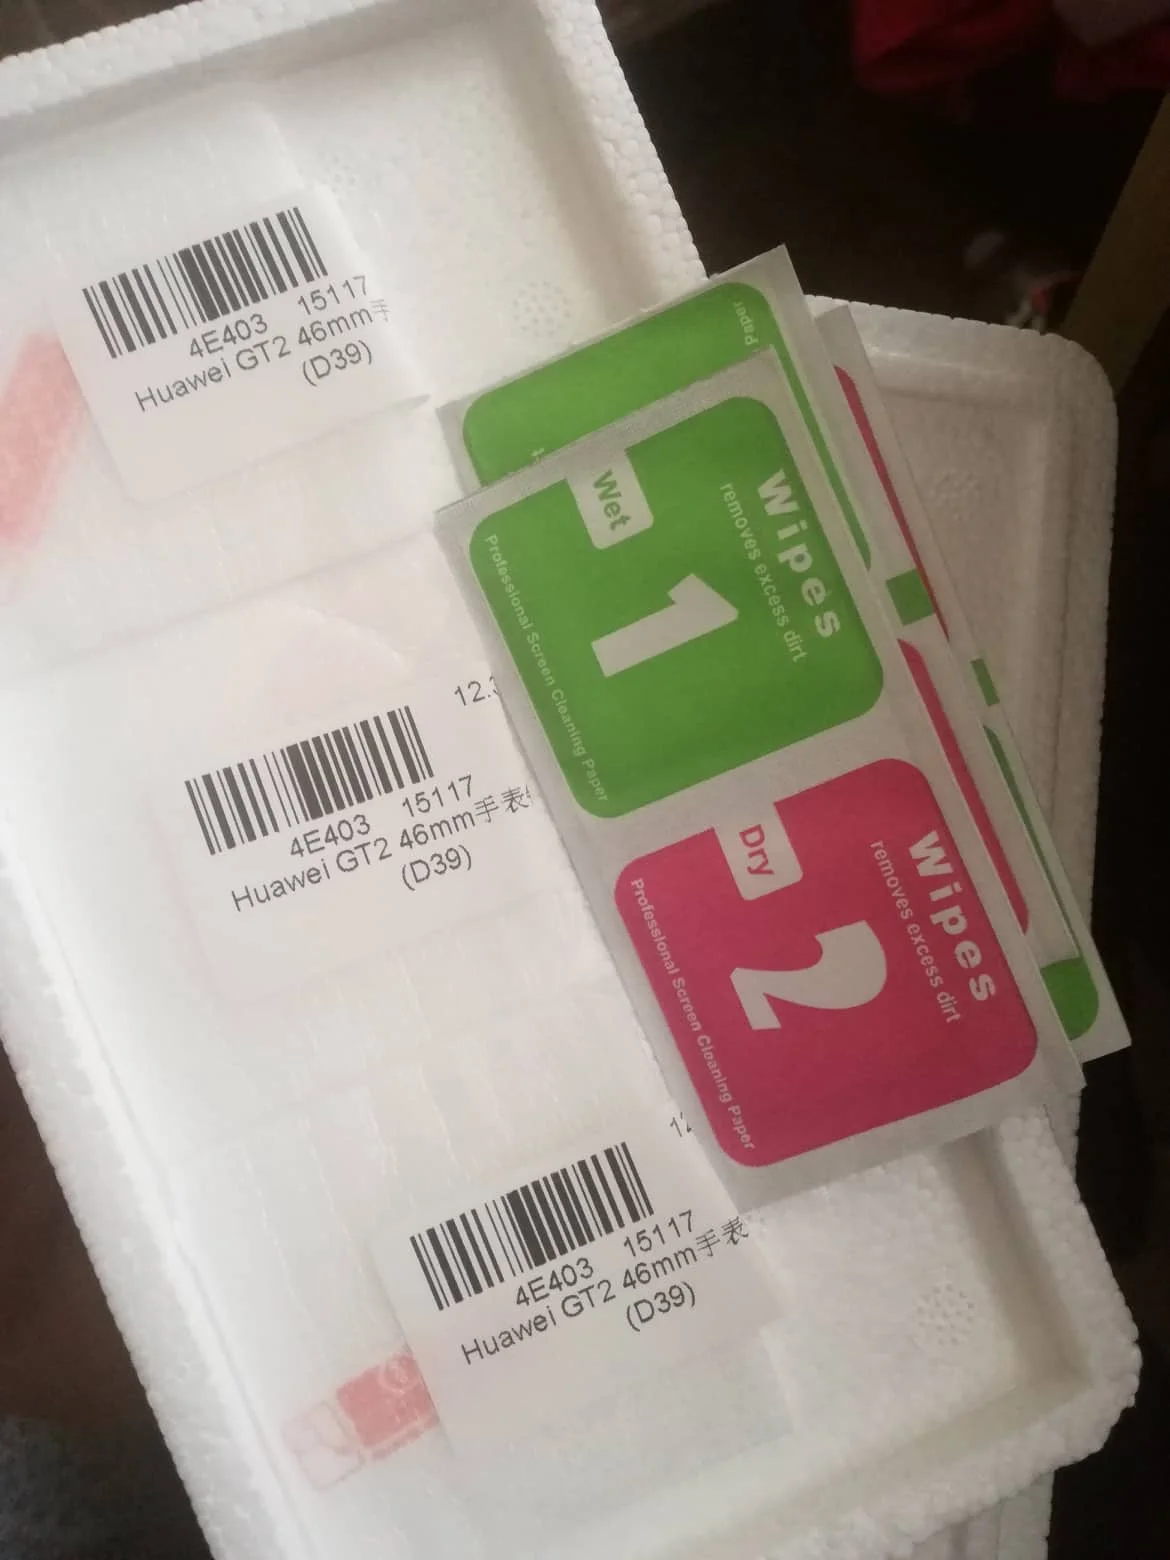 15117
4E403
Huawei GT2 46mm手
(D39)
Paper
Wet
1
Wipes
removes excess dirt
Professional Screen Cleaning Paper
12.
15117
4E403
Huawei GT2 46mm手表
(D39)
Dry
2
Wipes
removes excess dirt
Professional Screen Cleaning Paper
12
15117
4E403
Huawei GT2 46mm手表
(D39)